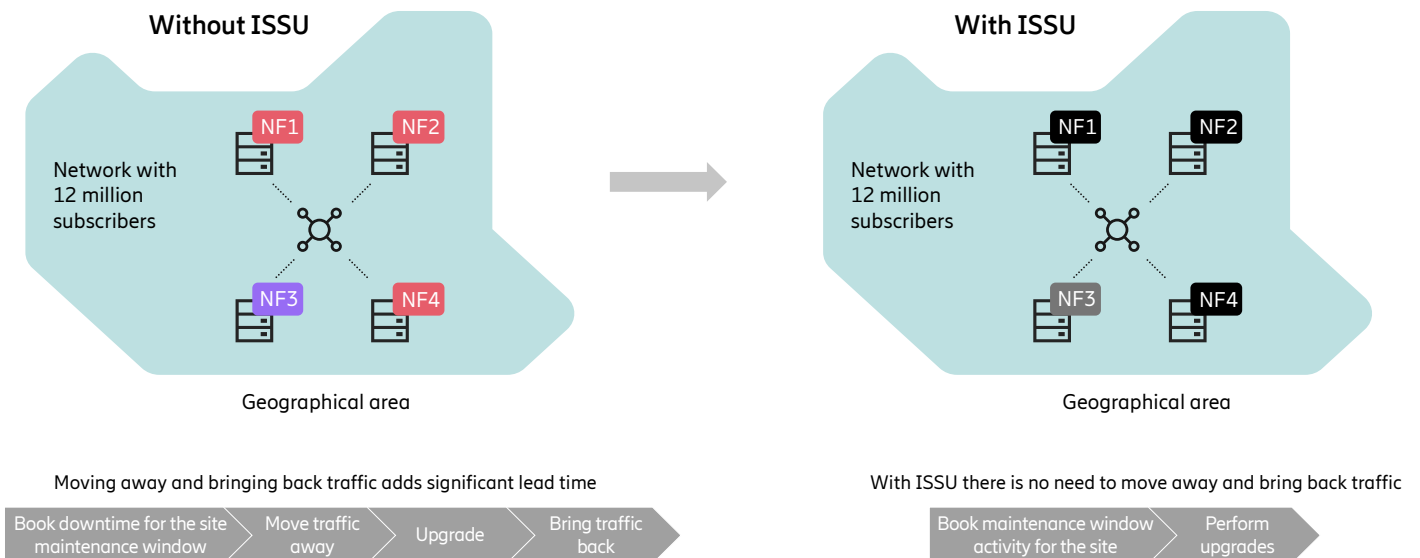 Without ISSU
Network with
12 million
subscribers
NF1
NF2
NF3
NF4
Geographical area
Moving away and bringing back traffic adds significant lead time
Book downtime for the site
maintenance window
Move traffic
away
Upgrade
Bring traffic
back
With ISSU
Network with
12 million
subscribers
NF1
NF2
NF3
NF4
Geographical area
With ISSU there is no need to move away and bring back traffic
Book maintenance window
activity for the site
Perform
upgrades